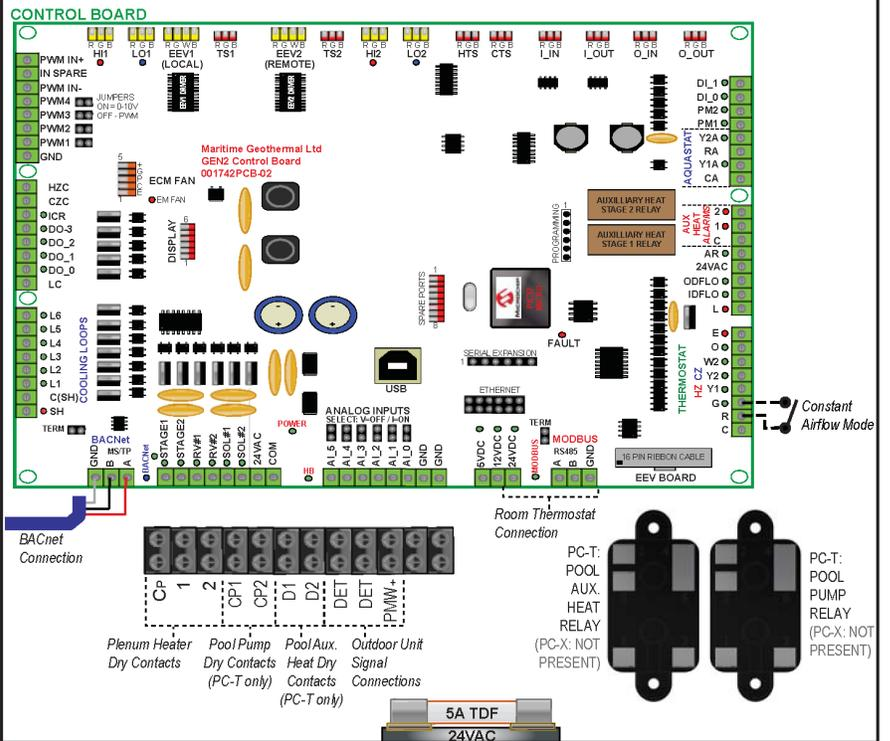 CONTROL BOARD
R G B
R G B
R G W B
R G B
R G W B
R G B
R G B
R G B
R G B
R G B
R G B
R G B
R G B
R G B
HI1
LO1
EEV1
(LOCAL)
TS1
EEV2
(REMOTE)
TS2
HI2
LO2
HTS
CTS
I_IN
I_OUT
O_IN
O_OUT
EEV1 DRIVER
EEV2 DRIVER
PWM IN+
IN SPARE
PWM IN-
PWM4
PWM3
PWM2
PWM1
GND
JUMPERS
ON = 0-10V
OFF - PWM
HZC
CZC
ICR
DO-3
DO_2
DO_1
DO_0
LC
L6
L5
L4
L3
L2
L1
C(SH)
SH
COOLING LOOPS
TERM
5
1
ECM FAN
EM FAN
Maritime Geothermal Ltd
GEN2 Control Board
001742PCB-02
DISPLAY
6
1
PROGRAMMING
1
SPARE PORTS
FAULT
SERIAL EXPANSION
1
ETHERNET
USB
ANALOG INPUTS
SELECT: V=OFF / I=ON
AUXILLIARY HEAT
STAGE 2 RELAY
AUXILLIARY HEAT
STAGE 1 RELAY
DI_1
DI_0
PM2
PM1
Y2A
RA
Y1A
CA
AQUASTAT
2
1
C
AUX
HEAT
ALARMS
AR
24VAC
ODFLO
IDFLO
L
E
O
W2
Y2
Y1
G
R
C
THERMOSTAT
HZ CZ
Constant
Airflow Mode
BACNet
MS/TP
GND
B
A
BACNet
STAGE1
STAGE2
RV#1
RV#2
SOL#1
SOL#2
24VAC
COM
POWER
HB
AI_5
AI_4
AI_3
AI_2
AI_1
AI_0
GND
GND
5VDC
12VDC
24VDC
TERM
MODBUS
MODBUS
RS485
A
B
GND
16 PIN RIBBON CABLE
EEV BOARD
BACnet
Connection
Room Thermostat
Connection
CP
1
2
CP1
CP2
D1
D2
DET
DET
PMW+
Plenum Heater
Dry Contacts
Pool Pump
Dry Contacts
(PC-T only)
Pool Aux.
Heat Dry
Contacts
(PC-T only)
Outdoor Unit
Signal
Connections
PC-T:
POOL
AUX.
HEAT
RELAY
(PC-X: NOT
PRESENT)
PC-T:
POOL
PUMP
RELAY
(PC-X: NOT
PRESENT)
5A TDF
24VAC